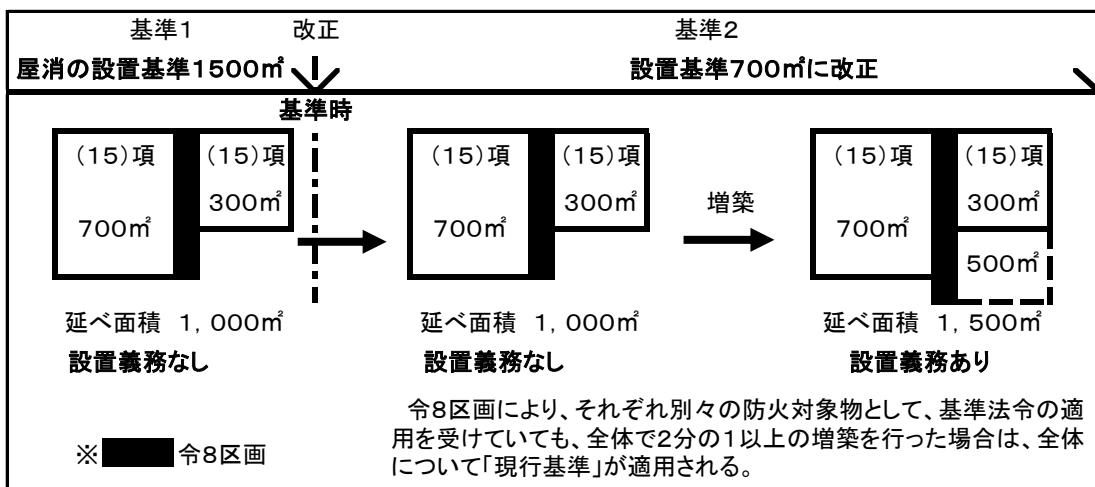 基準1 改正 基準2
屋消の設置基準1500㎡ 設置基準700㎡に改正
基準時
(15)項 (15)項
300㎡
700㎡
(15)項 (15)項
300㎡
700㎡
増築
(15)項 (15)項
300㎡
700㎡
500㎡
延べ面積 1,000㎡ 延べ面積 1,000㎡ 延べ面積 1,500㎡
設置義務なし 設置義務なし 設置義務あり
令8区画により、それぞれ別々の防火対象物として、基準法令の適
用を受けていても、全体で2分の1以上の増築を行った場合は、全体
について「現行基準」が適用される。
※ 令8区画